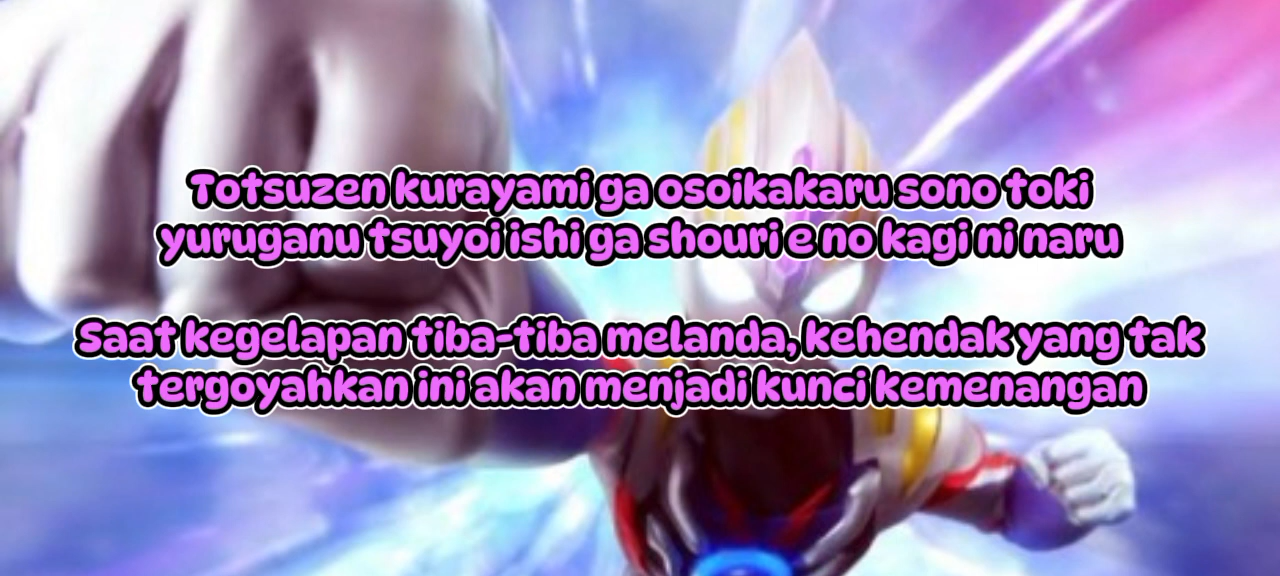 Totsuzen kurayami ga osoikakaru sono toki
yuruganu tsuyoi ishi ga shouri e no kagi ni naru
Saat kegelapan tiba-tiba melanda, kehendak yang tak
tergoyahkan ini akan menjadi kunci kemenangan